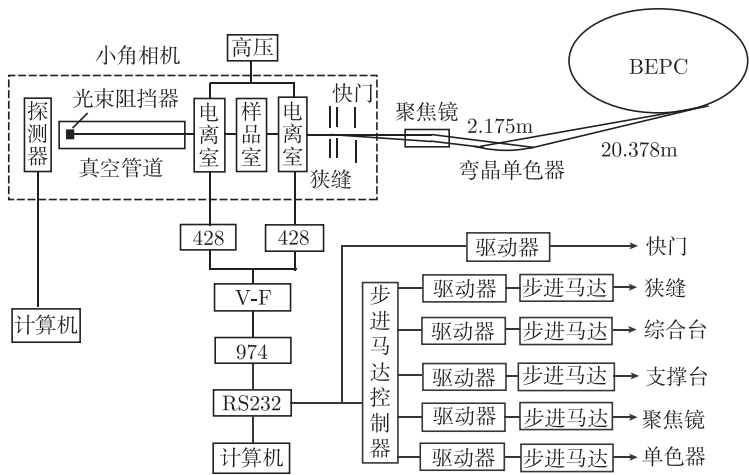 高压
小角相机
BEPC
快门
聚焦镜
2.175m
光束阻挡器
探测器
电离室
样品室
电离室
20.378m
真空管道
狭缝
弯晶单色器
428
428
驱动器
快门
V-F
步进马达控制器
驱动器
步进马达
狭缝
计算机
驱动器
步进马达
综合台
974
驱动器
步进马达
支撑台
RS232
驱动器
步进马达
聚焦镜
计算机
驱动器
步进马达
单色器